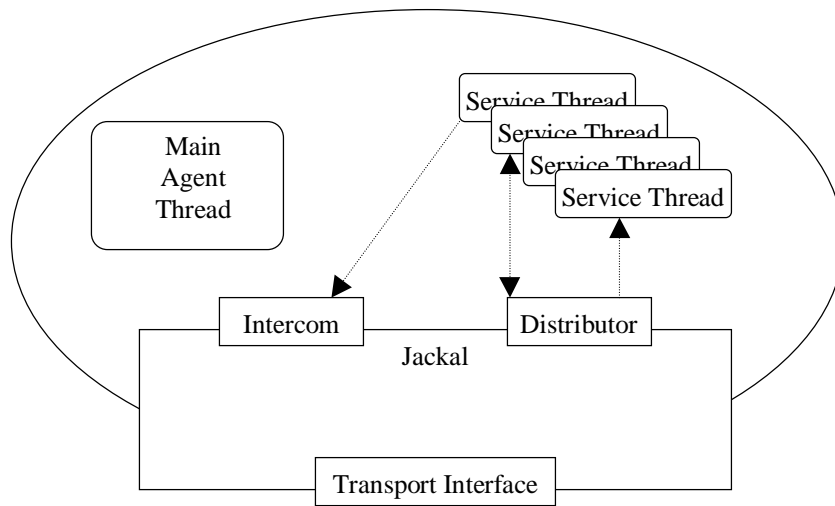 Service Thread
Service Thread
Service Thread
Service Thread
Main
Agent
Thread
Intercom
Distributor
Jackal
Transport Interface